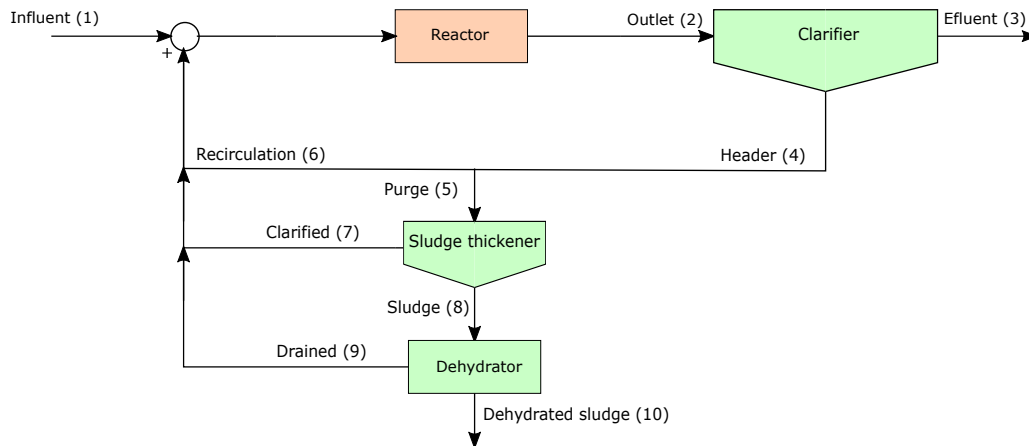 Influent (1)
Outlet (2)
Efluent (3)
Reactor
Clarifier
+
Recirculation (6)
Header (4)
Purge (5)
Clarified (7)
Sludge thickener
Sludge (8)
Drained (9)
Dehydrator
Dehydrated sludge (10)